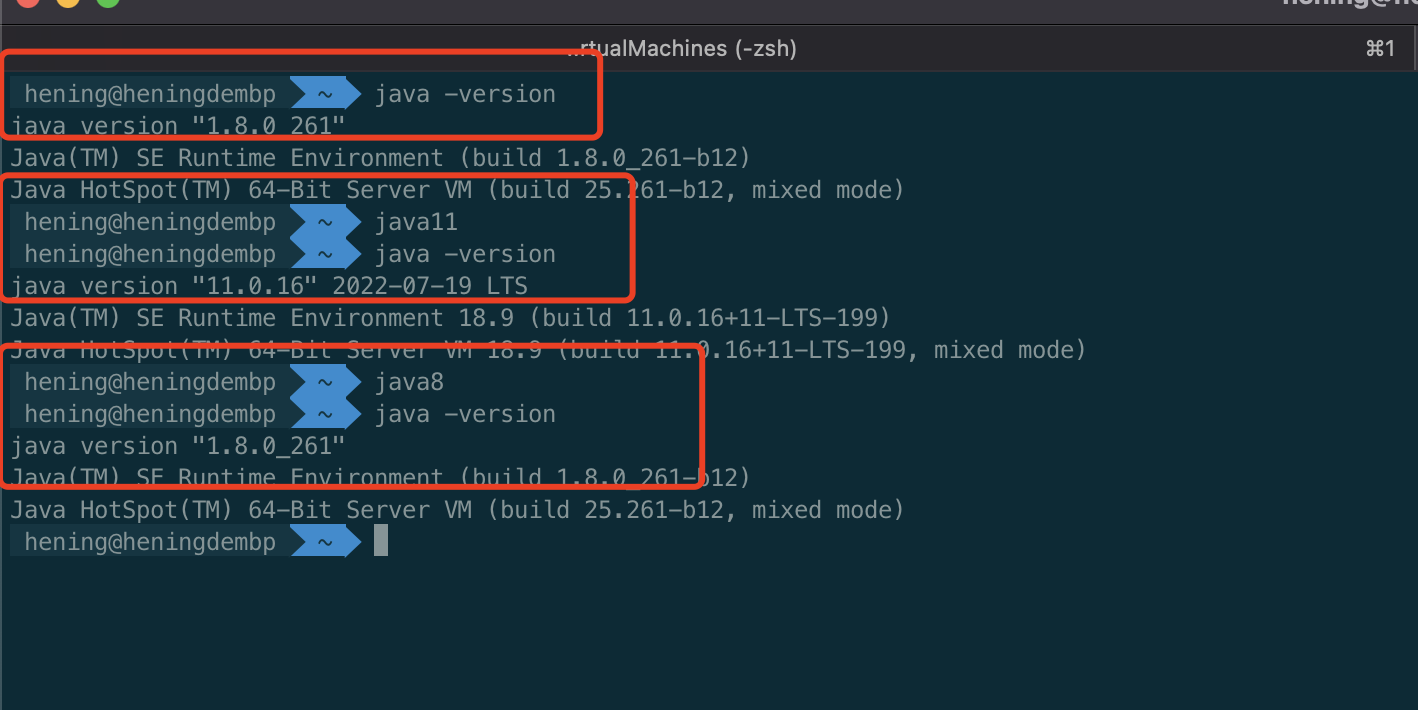 ...rtualMachines (-zsh)
⌘1
hening@heningdembp ~ java -version
java version "1.8.0_261"
Java(TM) SE Runtime Environment (build 1.8.0_261-b12)
Java HotSpot(TM) 64-Bit Server VM (build 25.261-b12, mixed mode)
hening@heningdembp ~ java11
hening@heningdembp ~ java -version
java version "11.0.16" 2022-07-19 LTS
Java(TM) SE Runtime Environment 18.9 (build 11.0.16+11-LTS-199)
Java HotSpot(TM) 64-Bit Server VM 18.9 (build 11.0.16+11-LTS-199, mixed mode)
hening@heningdembp ~ java8
hening@heningdembp ~ java -version
java version "1.8.0_261"
Java(TM) SE Runtime Environment (build 1.8.0_261-b12)
Java HotSpot(TM) 64-Bit Server VM (build 25.261-b12, mixed mode)
hening@heningdembp ~